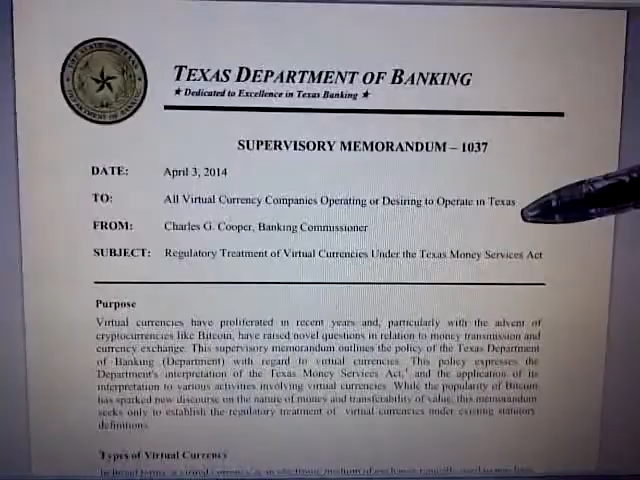 THE STATE OF TEXAS
DEPARTMENT OF BANKING
TEXAS DEPARTMENT OF BANKING
★ Dedicated to Excellence in Texas Banking ★
SUPERVISORY MEMORANDUM – 1037
DATE: April 3, 2014
TO: All Virtual Currency Companies Operating or Desiring to Operate in Texas
FROM: Charles G. Cooper, Banking Commissioner
SUBJECT: Regulatory Treatment of Virtual Currencies Under the Texas Money Services Act
Purpose
Virtual currencies have proliferated in recent years and, particularly with the advent of
cryptocurrencies like Bitcoin, have raised novel questions in relation to money transmission and
currency exchange. This supervisory memorandum outlines the policy of the Texas Department
of Banking (Department) with regard to virtual currencies. This policy expresses the
Department's interpretation of the Texas Money Services Act,¹ and the application of its
interpretation to various activities involving virtual currencies. While the popularity of Bitcoin
has sparked new discourse on the nature of money and transferability of value, this memorandum
seeks only to establish the regulatory treatment of virtual currencies under existing statutory
definitions.
Types of Virtual Currency